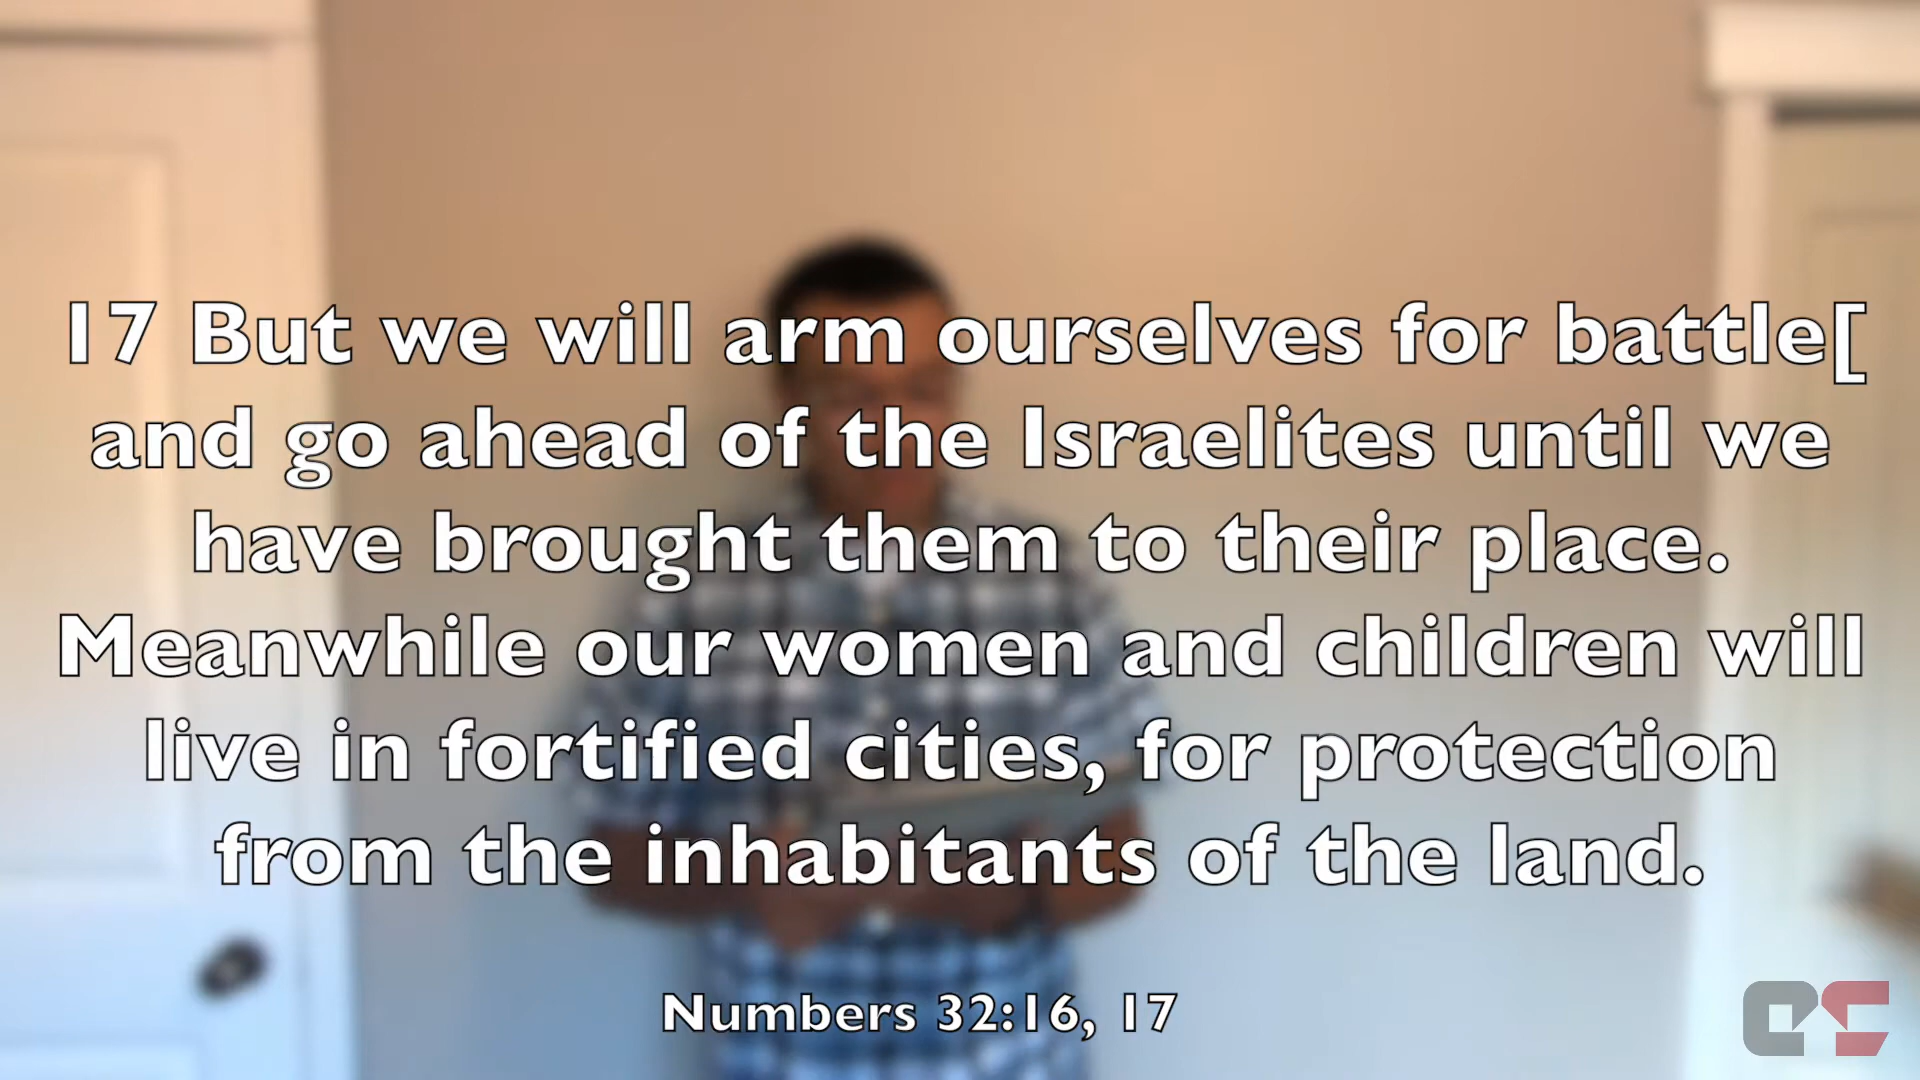 17 But we will arm ourselves for battle[
and go ahead of the Israelites until we
have brought them to their place.
Meanwhile our women and children will
live in fortified cities, for protection
from the inhabitants of the land.
Numbers 32:16, 17
es